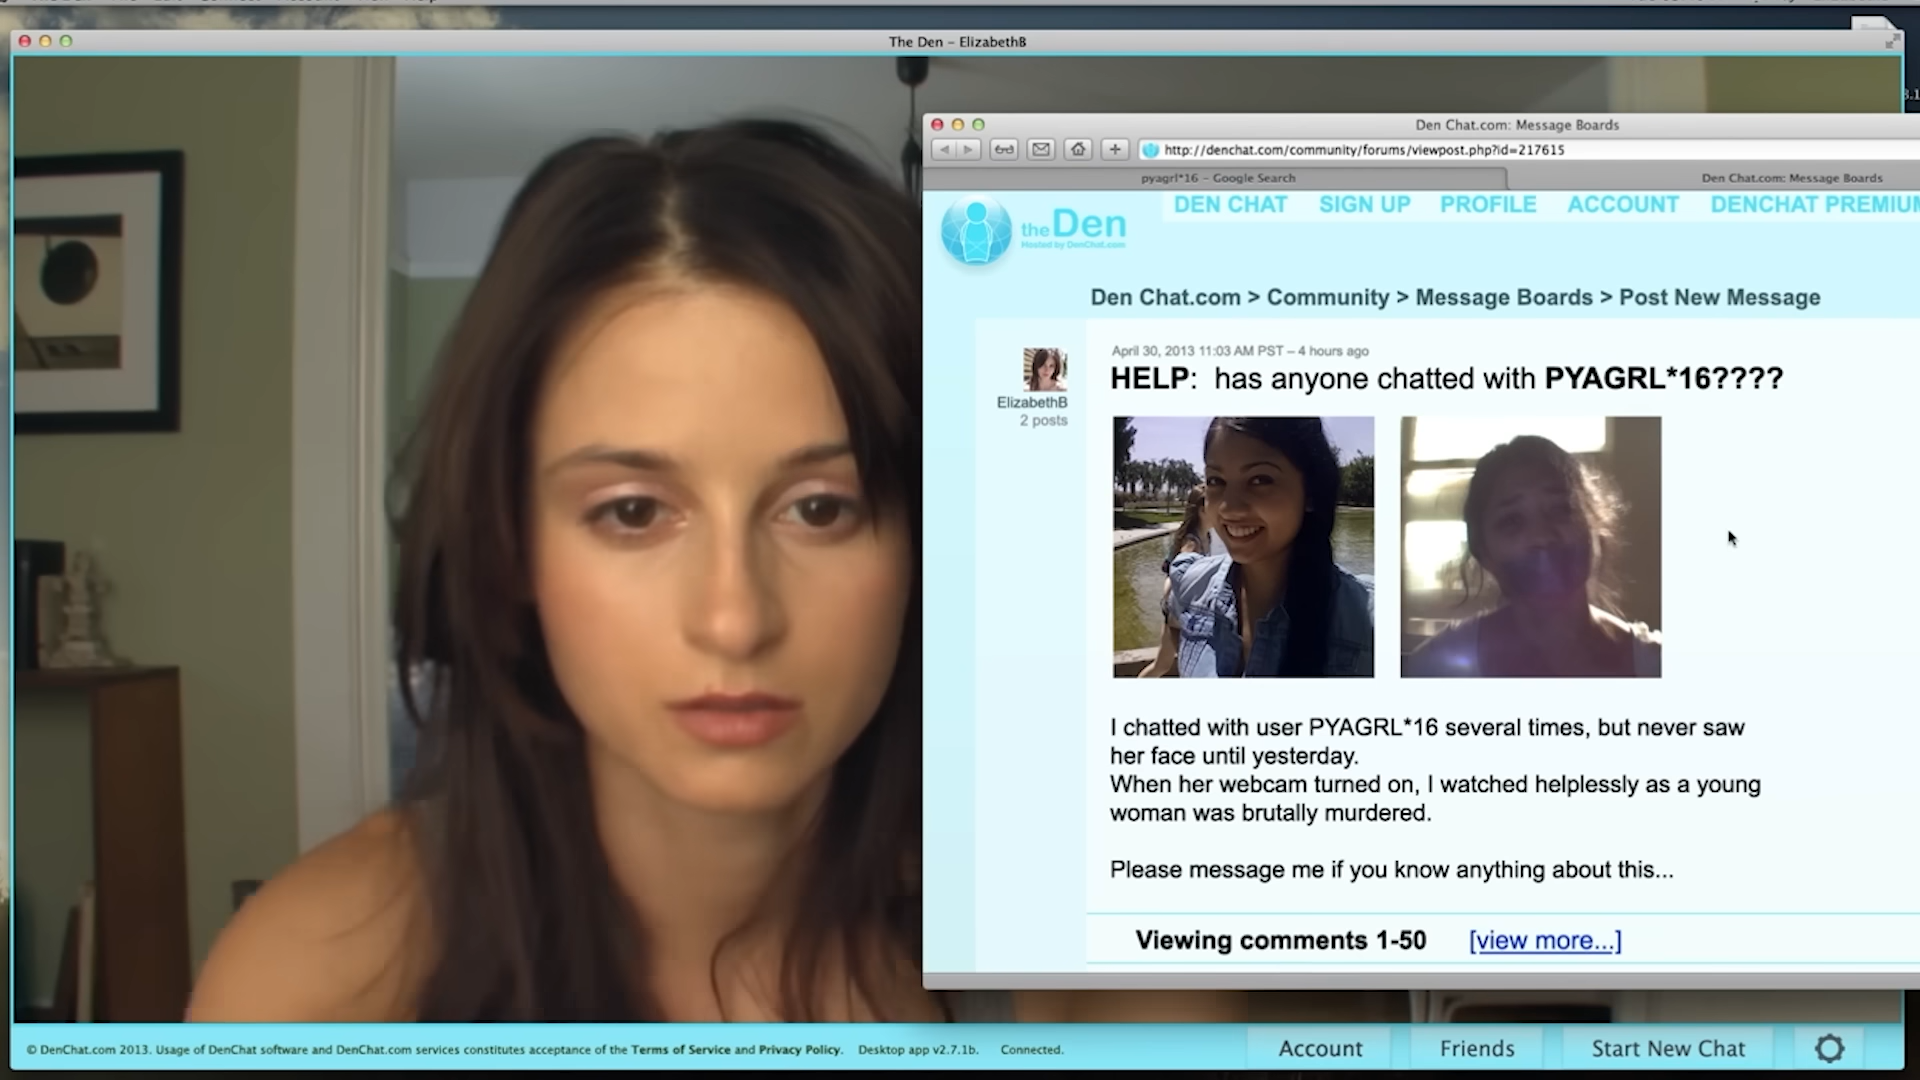 The Den – ElizabethB
Den Chat.com: Message Boards
http://denchat.com/community/forums/viewpost.php?id=217615
pyagrl*16 – Google Search
Den Chat.com: Message Boards
theDen
Hosted by DenChat.com
DEN CHAT SIGN UP PROFILE ACCOUNT DENCHAT PREMIUM
Den Chat.com > Community > Message Boards > Post New Message
ElizabethB
2 posts
April 30, 2013 11:03 AM PST – 4 hours ago
HELP: has anyone chatted with PYAGRL*16????
I chatted with user PYAGRL*16 several times, but never saw
her face until yesterday.
When her webcam turned on, I watched helplessly as a young
woman was brutally murdered.
Please message me if you know anything about this...
Viewing comments 1-50 [view more...]
© DenChat.com 2013. Usage of DenChat software and DenChat.com services constitutes acceptance of the Terms of Service and Privacy Policy. Desktop app v2.7.1b. Connected.
Account Friends Start New Chat